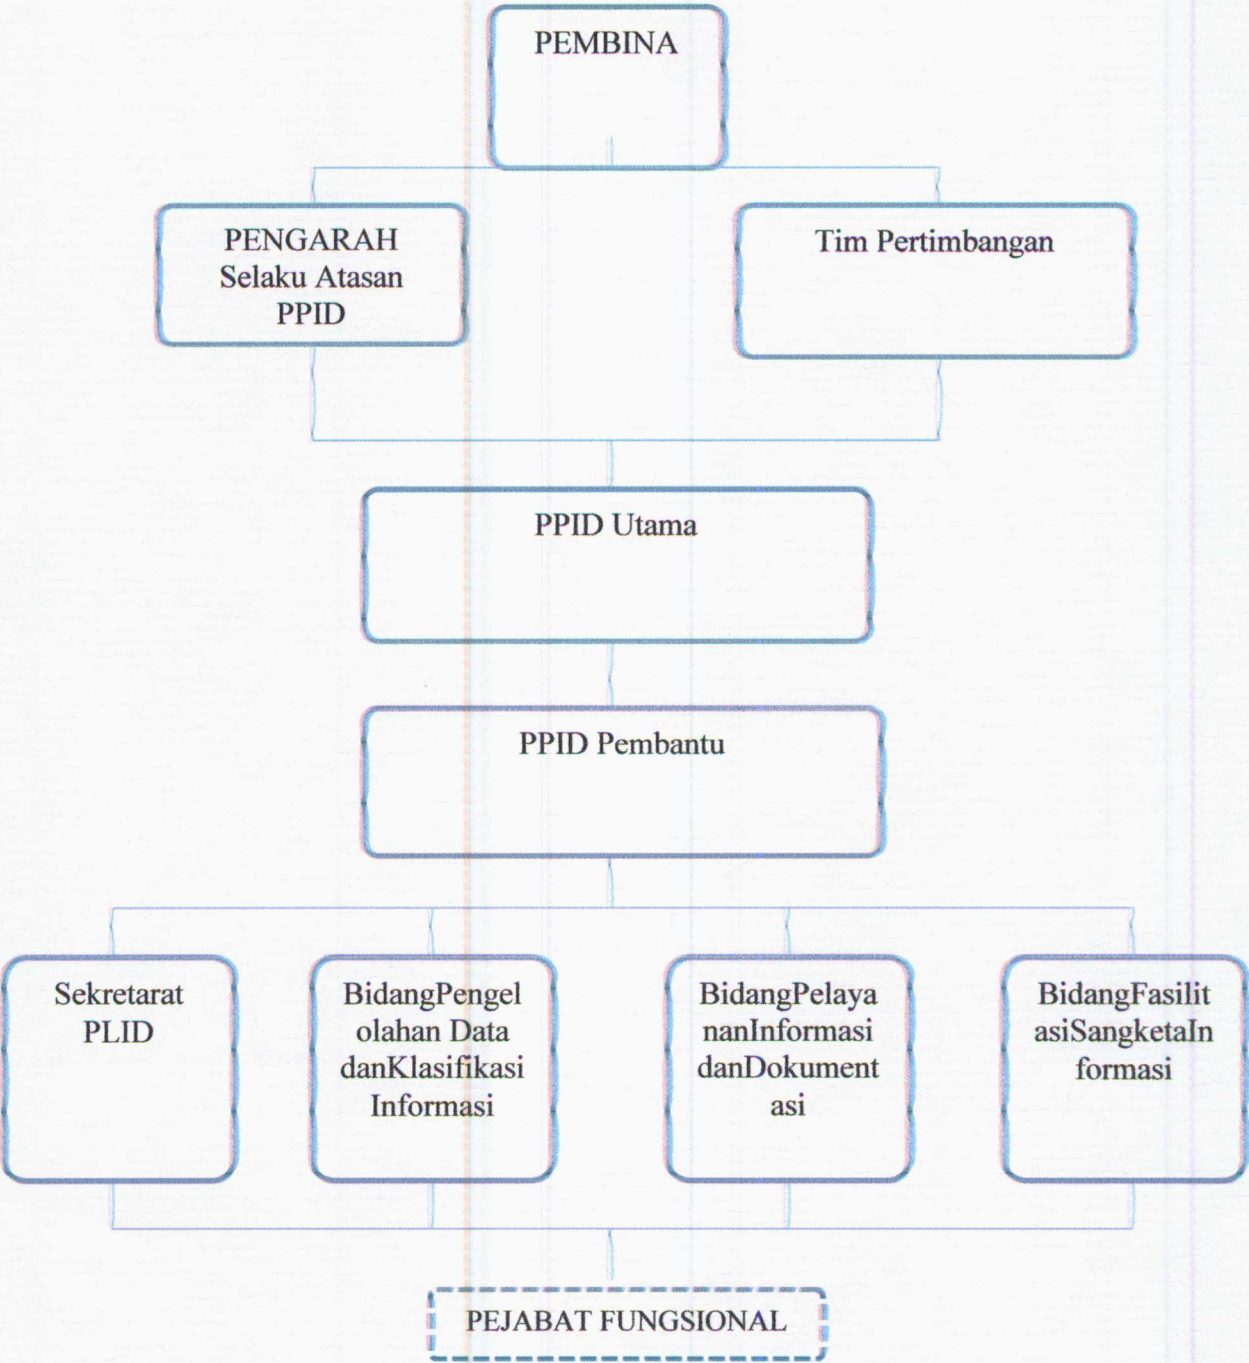 PEMBINA
PENGARAH
Selaku Atasan
PPID
Tim Pertimbangan
PPID Utama
PPID Pembantu
Sekretarat
PLID
BidangPengel
olahan Data
danKlasifikasi
Informasi
BidangPelaya
nanInformasi
danDokument
asi
BidangFasilit
asiSangketaIn
formasi
PEJABAT FUNGSIONAL